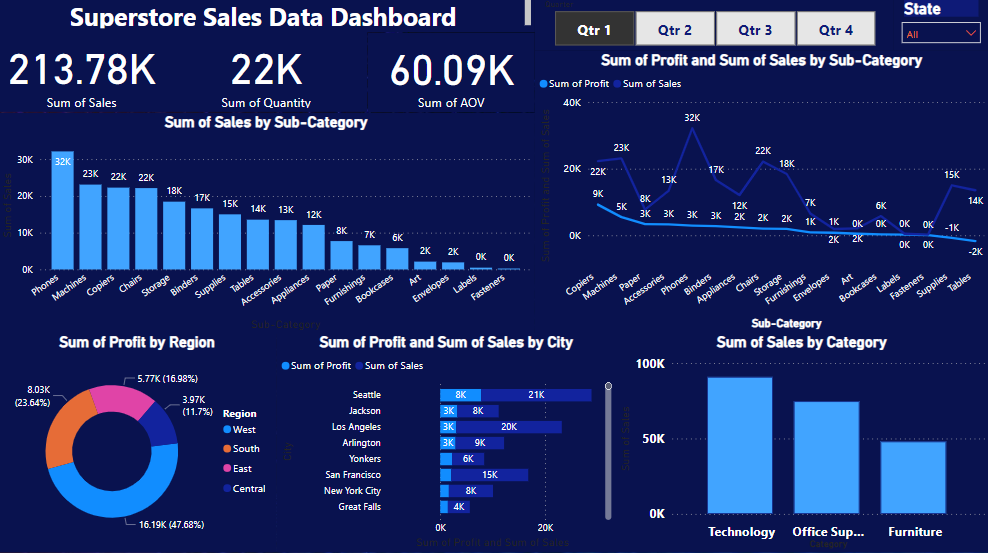 Superstore Sales Data Dashboard
213.78K
Sum of Sales
22K
Sum of Quantity
60.09K
Sum of AOV
Quarter
Qtr 1
Qtr 2
Qtr 3
Qtr 4
State
All
Sum of Sales by Sub-Category
Sum of Sales
30K
20K
10K
0K
32K
23K
22K
22K
18K
17K
15K
14K
13K
12K
8K
7K
6K
2K
2K
0K
0K
Phones
Machines
Copiers
Chairs
Storage
Binders
Supplies
Tables
Accessories
Appliances
Paper
Furnishings
Bookcases
Art
Envelopes
Labels
Fasteners
Sub-Category
Sum of Profit and Sum of Sales by Sub-Category
Sum of Profit
Sum of Sales
Sum of Profit and Sum of Sales
40K
20K
0K
22K
23K
8K
13K
32K
17K
12K
22K
18K
7K
2K
2K
6K
0K
0K
15K
14K
9K
5K
3K
3K
3K
3K
2K
2K
2K
1K
1K
0K
0K
0K
0K
-1K
-2K
Copiers
Machines
Paper
Accessories
Phones
Binders
Appliances
Chairs
Storage
Furnishings
Envelopes
Art
Bookcases
Labels
Fasteners
Supplies
Tables
Sub-Category
Sum of Profit by Region
5.77K (16.98%)
3.97K
(11.7%)
8.03K
(23.64%)
16.19K (47.68%)
Region
West
South
East
Central
Sum of Profit and Sum of Sales by City
Sum of Profit
Sum of Sales
City
Seattle
8K
21K
Jackson
3K
8K
Los Angeles
3K
20K
Arlington
3K
9K
Yonkers
6K
San Francisco
15K
New York City
8K
Great Falls
4K
0K
20K
Sum of Profit and Sum of Sales
Sum of Sales by Category
Sum of Sales
100K
50K
0K
Technology
Office Sup...
Furniture
Category